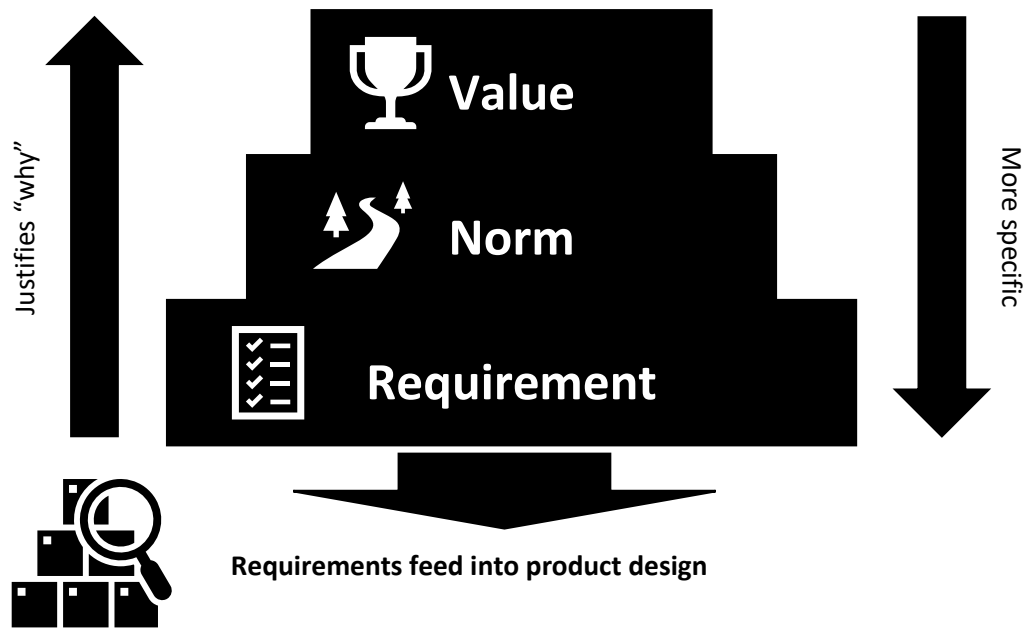 Value
Norm
Requirement
Justifies “why”
More specific
Requirements feed into product design